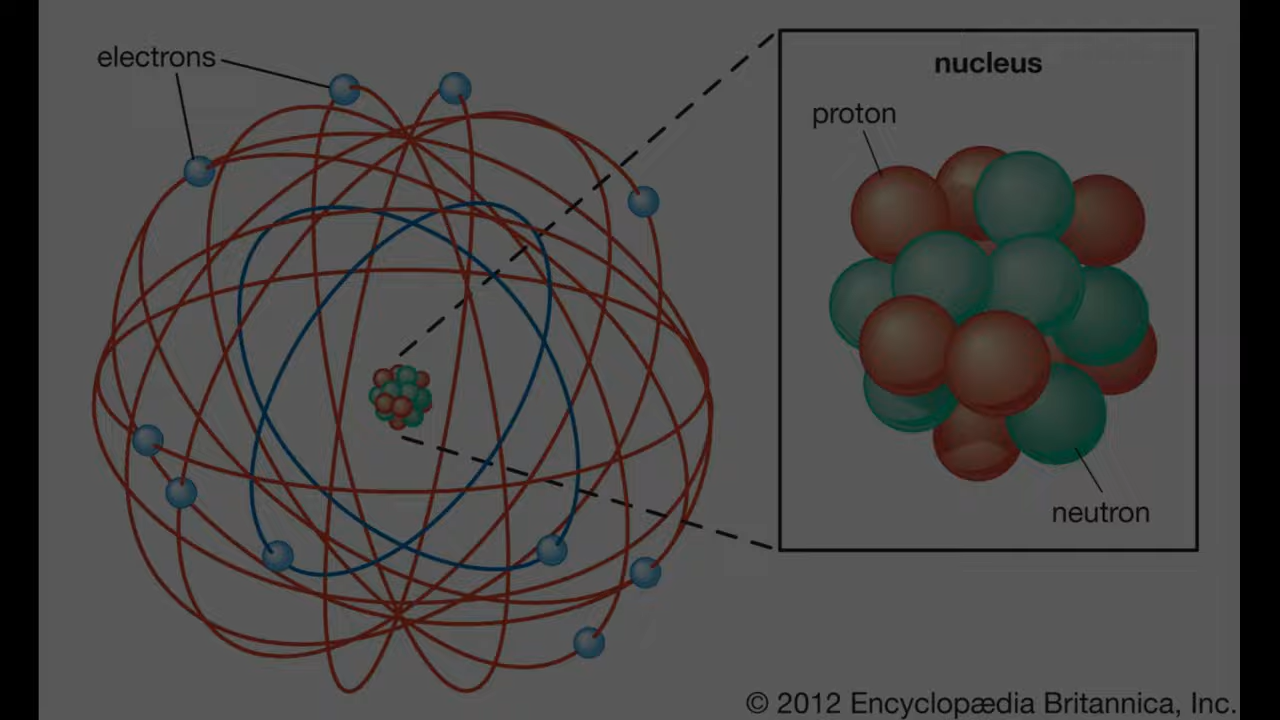 electrons
nucleus
proton
neutron
© 2012 Encyclopædia Britannica, Inc.